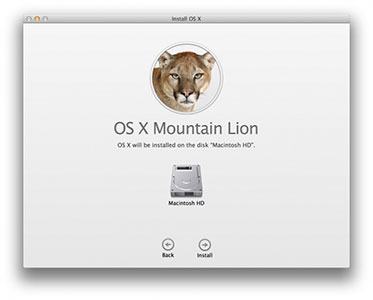 Install OS X
OS X Mountain Lion
OS X will be installed on the disk "Macintosh HD".
Macintosh HD
Back
Install